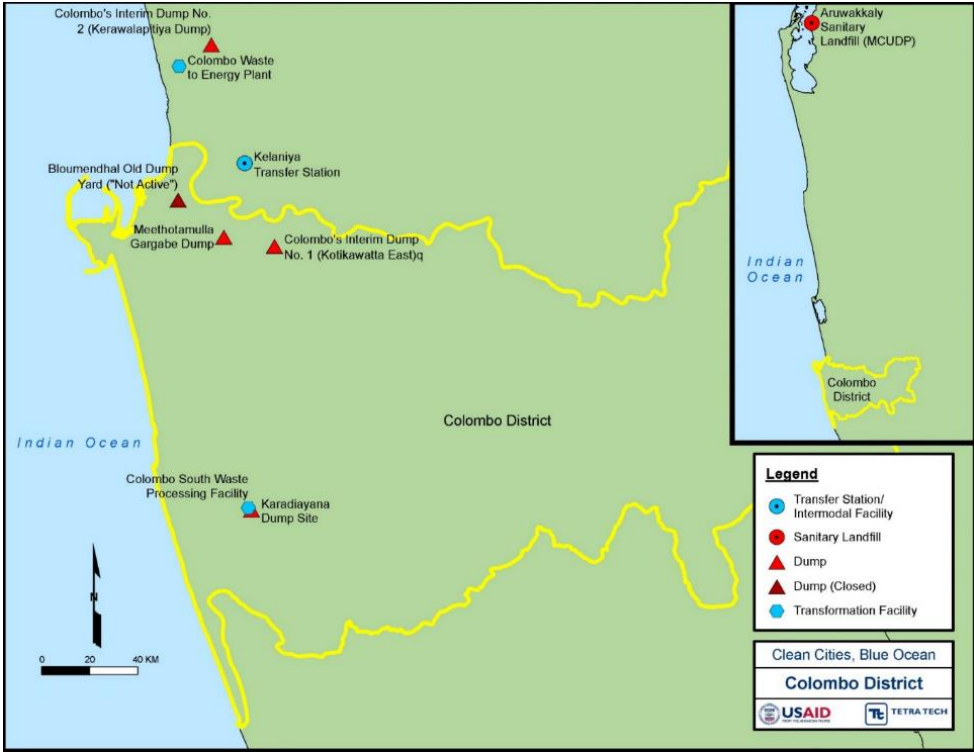 Colombo's Interim Dump No.
2 (Kerawalapitiya Dump)
Colombo Waste
to Energy Plant
Kelaniya
Transfer Station
Bloumendhal Old Dump
Yard ("Not Active")
Meethotamulla
Gargabe Dump
Colombo's Interim Dump
No. 1 (Kotikawatta East)q
Colombo District
Indian Ocean
Colombo South Waste
Processing Facility
Karadiayana
Dump Site
N
0 20 40 KM
Aruwakkaly
Sanitary
Landfill (MCUDP)
Indian
Ocean
Colombo
District
Legend
Transfer Station/
Intermodal Facility
Sanitary Landfill
Dump
Dump (Closed)
Transformation Facility
Clean Cities, Blue Ocean
Colombo District
USAID
TETRA TECH